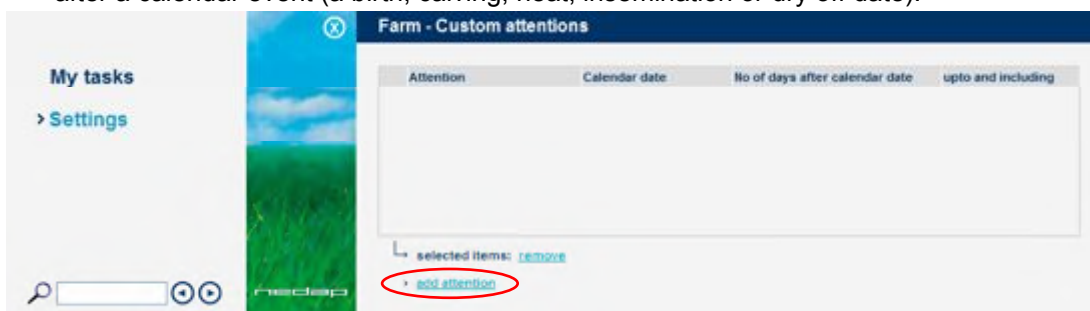 after a calendar event (a birth, calving, heat, insemination or dry off date).
Farm - Custom attentions
My tasks
> Settings
Attention Calendar date No of days after calendar date upto and including
selected items: remove
› add attention
nedap